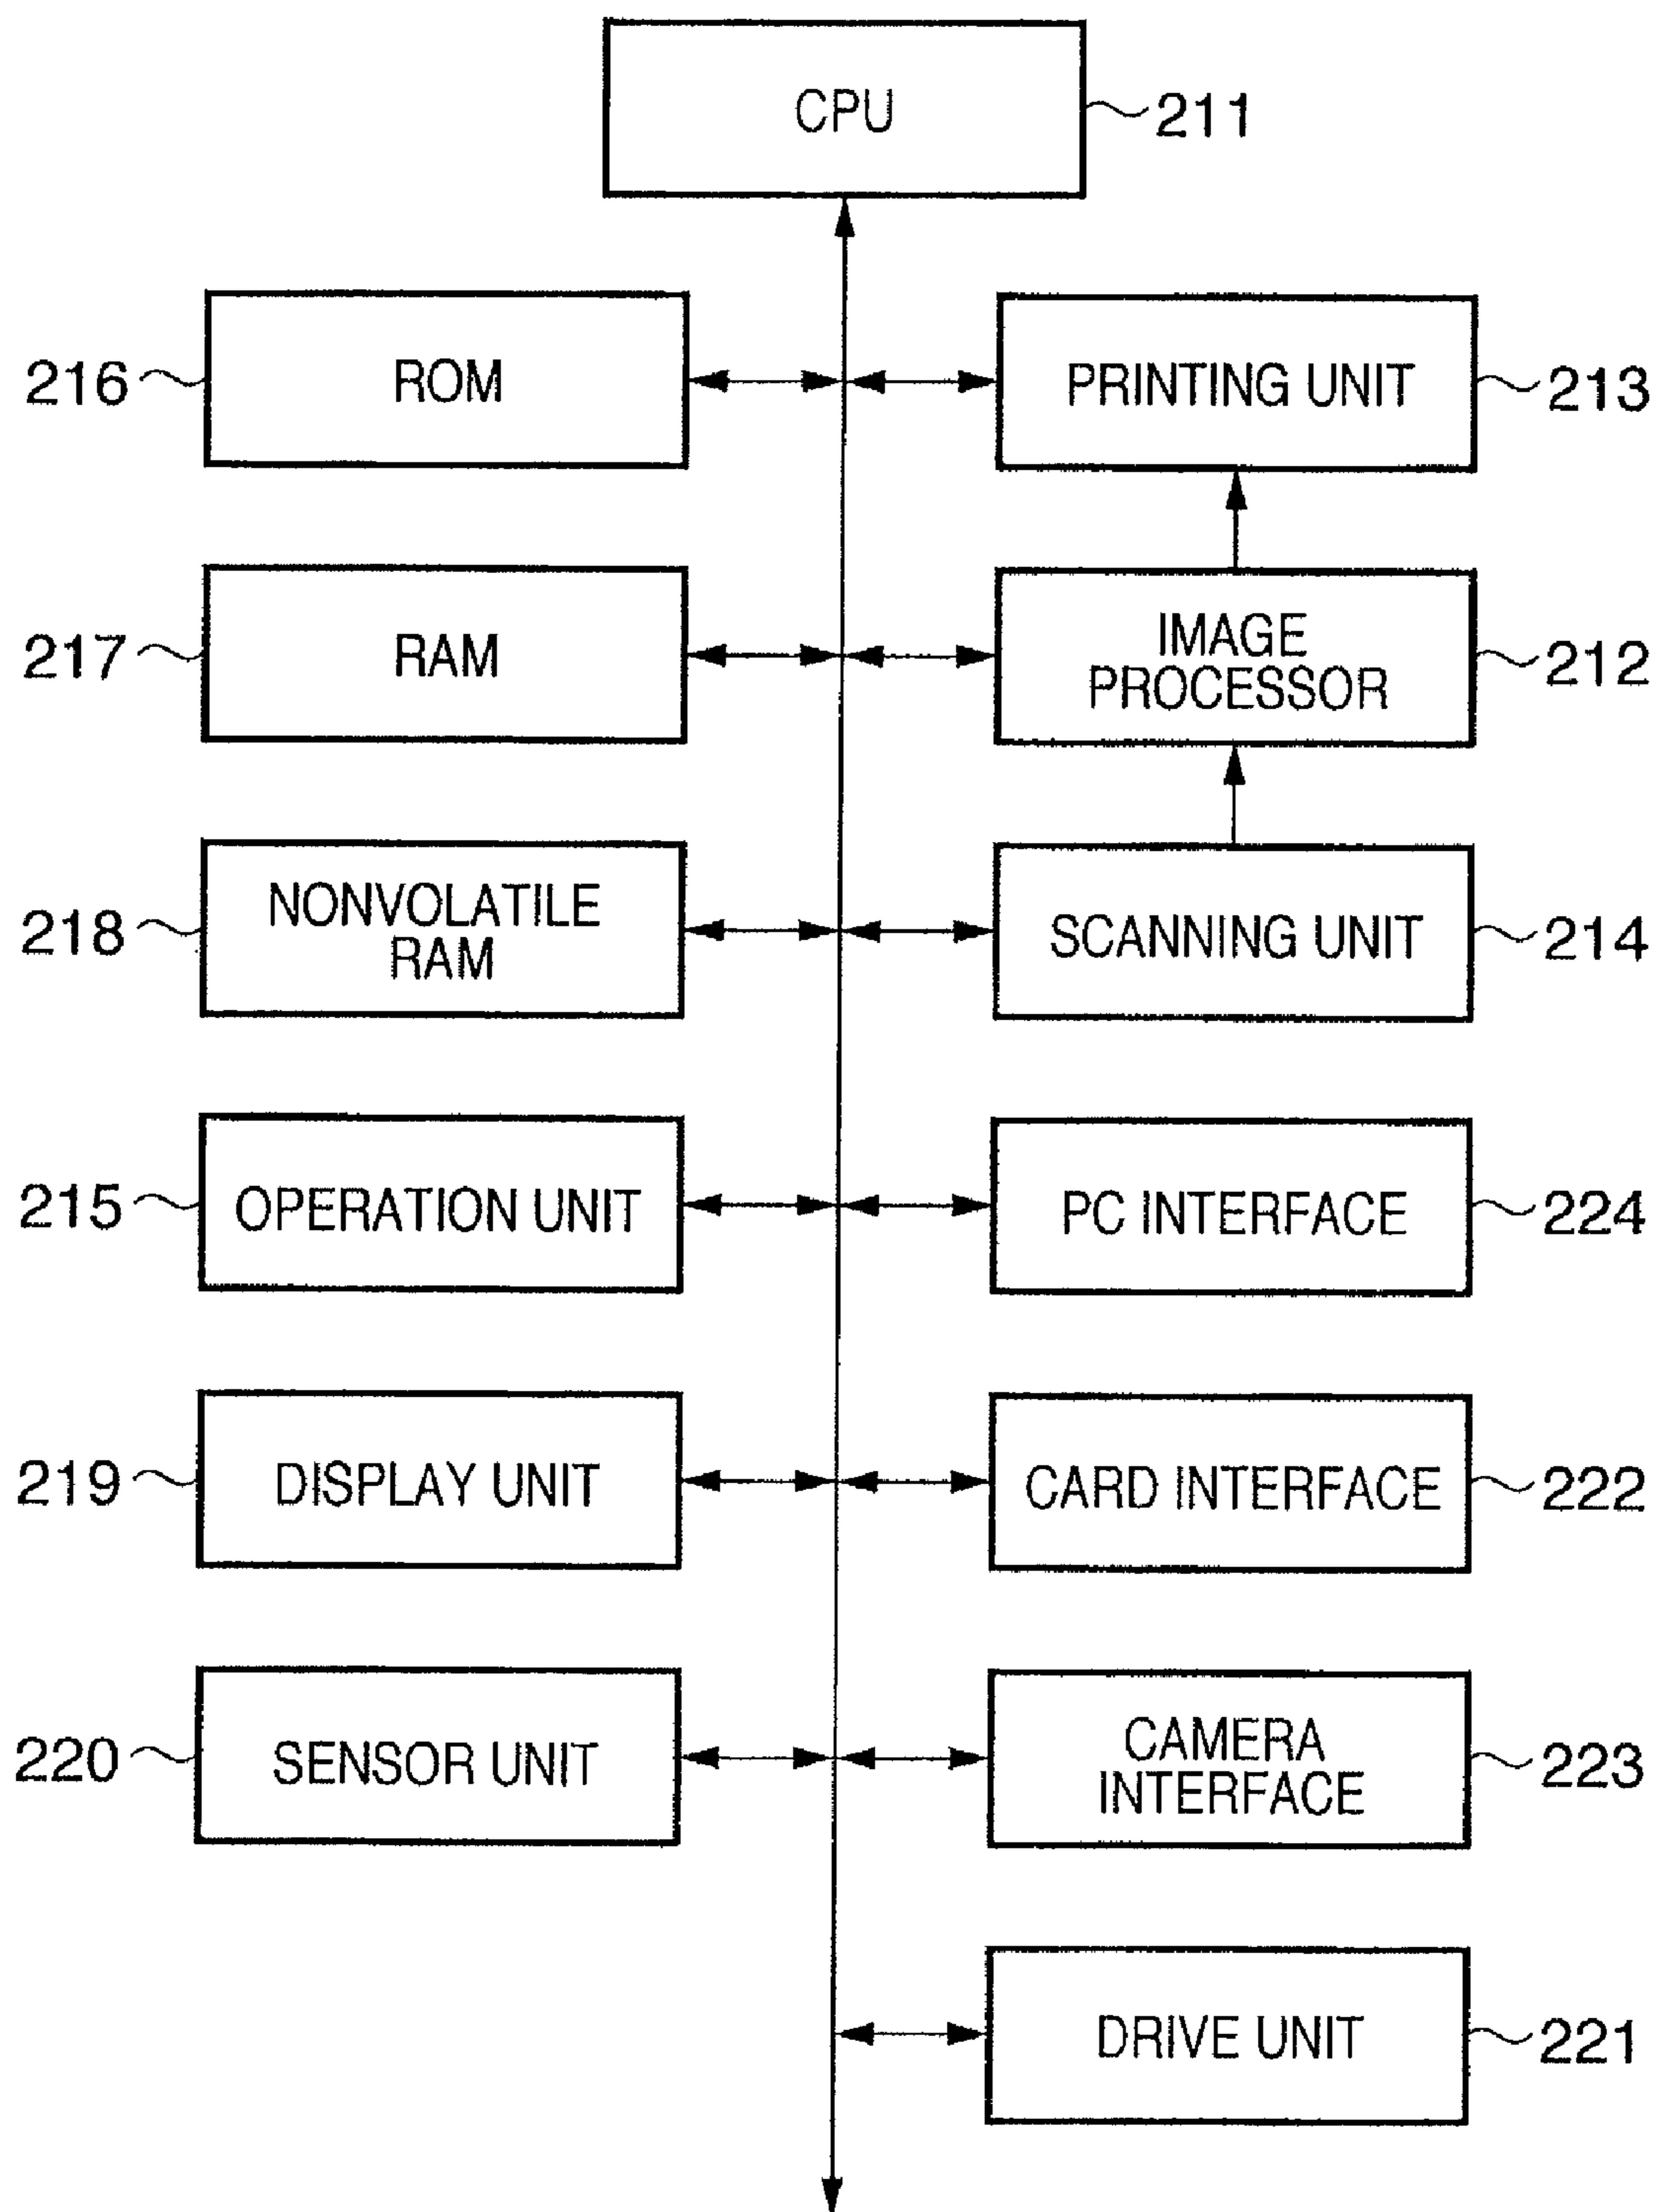 CPU
211
216
ROM
PRINTING UNIT
213
217
RAM
IMAGE
PROCESSOR
212
218
NONVOLATILE
RAM
SCANNING UNIT
214
215
OPERATION UNIT
PC INTERFACE
224
219
DISPLAY UNIT
CARD INTERFACE
222
220
SENSOR UNIT
CAMERA
INTERFACE
223
DRIVE UNIT
221